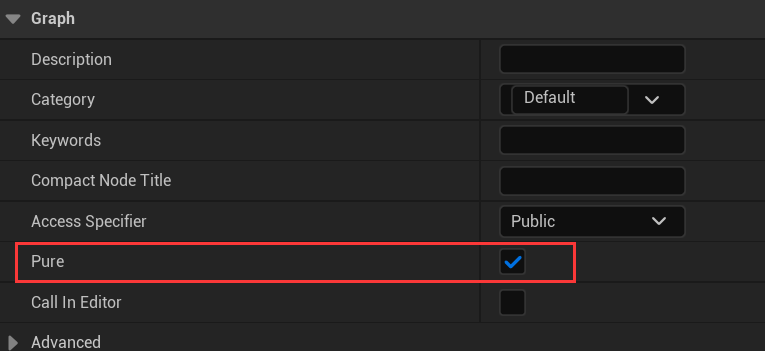 Graph
Description
Category Default
Keywords
Compact Node Title
Access Specifier Public
Pure
Call In Editor
Advanced